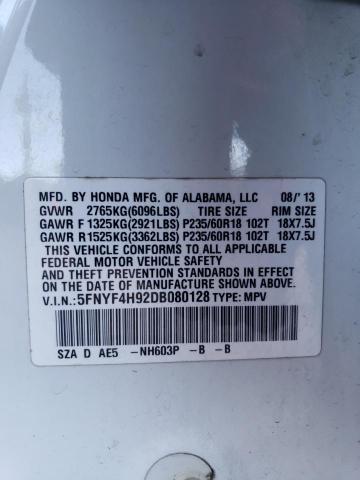 MFD. BY HONDA MFG. OF ALABAMA, LLC 08/'13
GVWR 2765KG(6096LBS) TIRE SIZE RIM SIZE
GAWR F 1325KG(2921LBS) P235/60R18 102T 18X7.5J
GAWR R 1525KG(3362LBS) P235/60R18 102T 18X7.5J
THIS VEHICLE CONFORMS TO ALL APPLICABLE
FEDERAL MOTOR VEHICLE SAFETY
AND THEFT PREVENTION STANDARDS IN EFFECT
ON THE DATE OF MANUFACTURE SHOWN ABOVE.
V.I.N.: 5FNYF4H92DB080128 TYPE: MPV
SZA D AE5 -NH603P -B -B